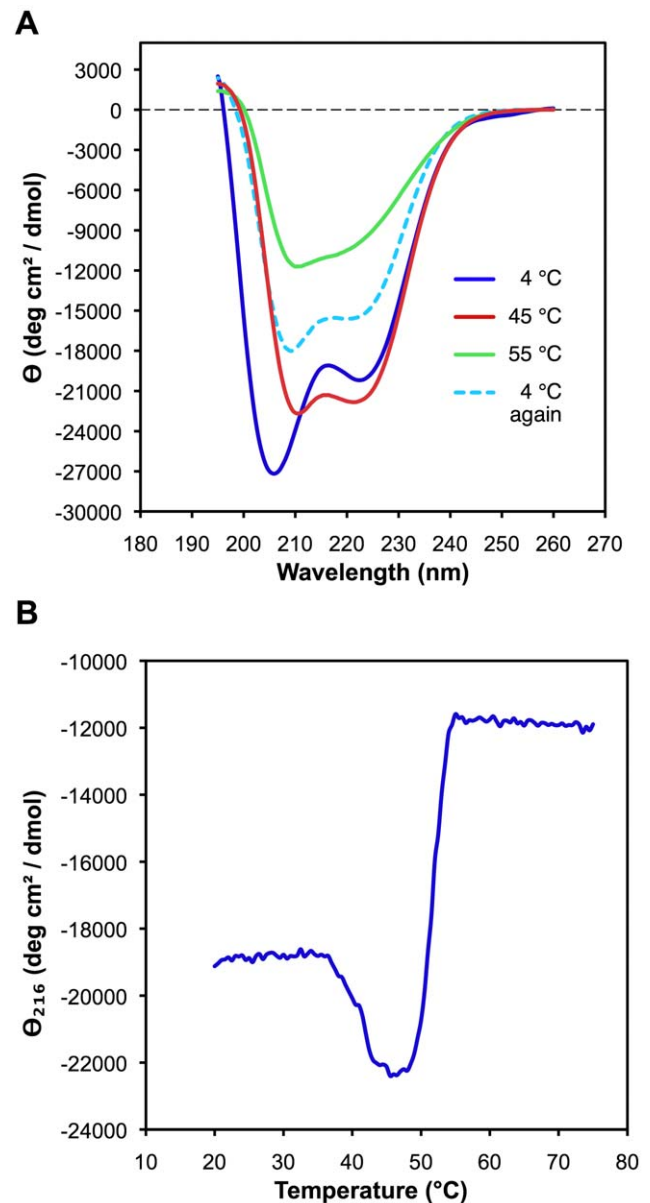 A
3000
0
-3000
-6000
-9000
-12000
-15000
-18000
-21000
-24000
-27000
-30000
Θ (deg cm² / dmol)
4 °C
45 °C
55 °C
4 °C
again
180 190 200 210 220 230 240 250 260 270
Wavelength (nm)
B
-10000
-12000
-14000
-16000
-18000
-20000
-22000
-24000
Θ₂₁₆ (deg cm² / dmol)
10 20 30 40 50 60 70 80
Temperature (°C)